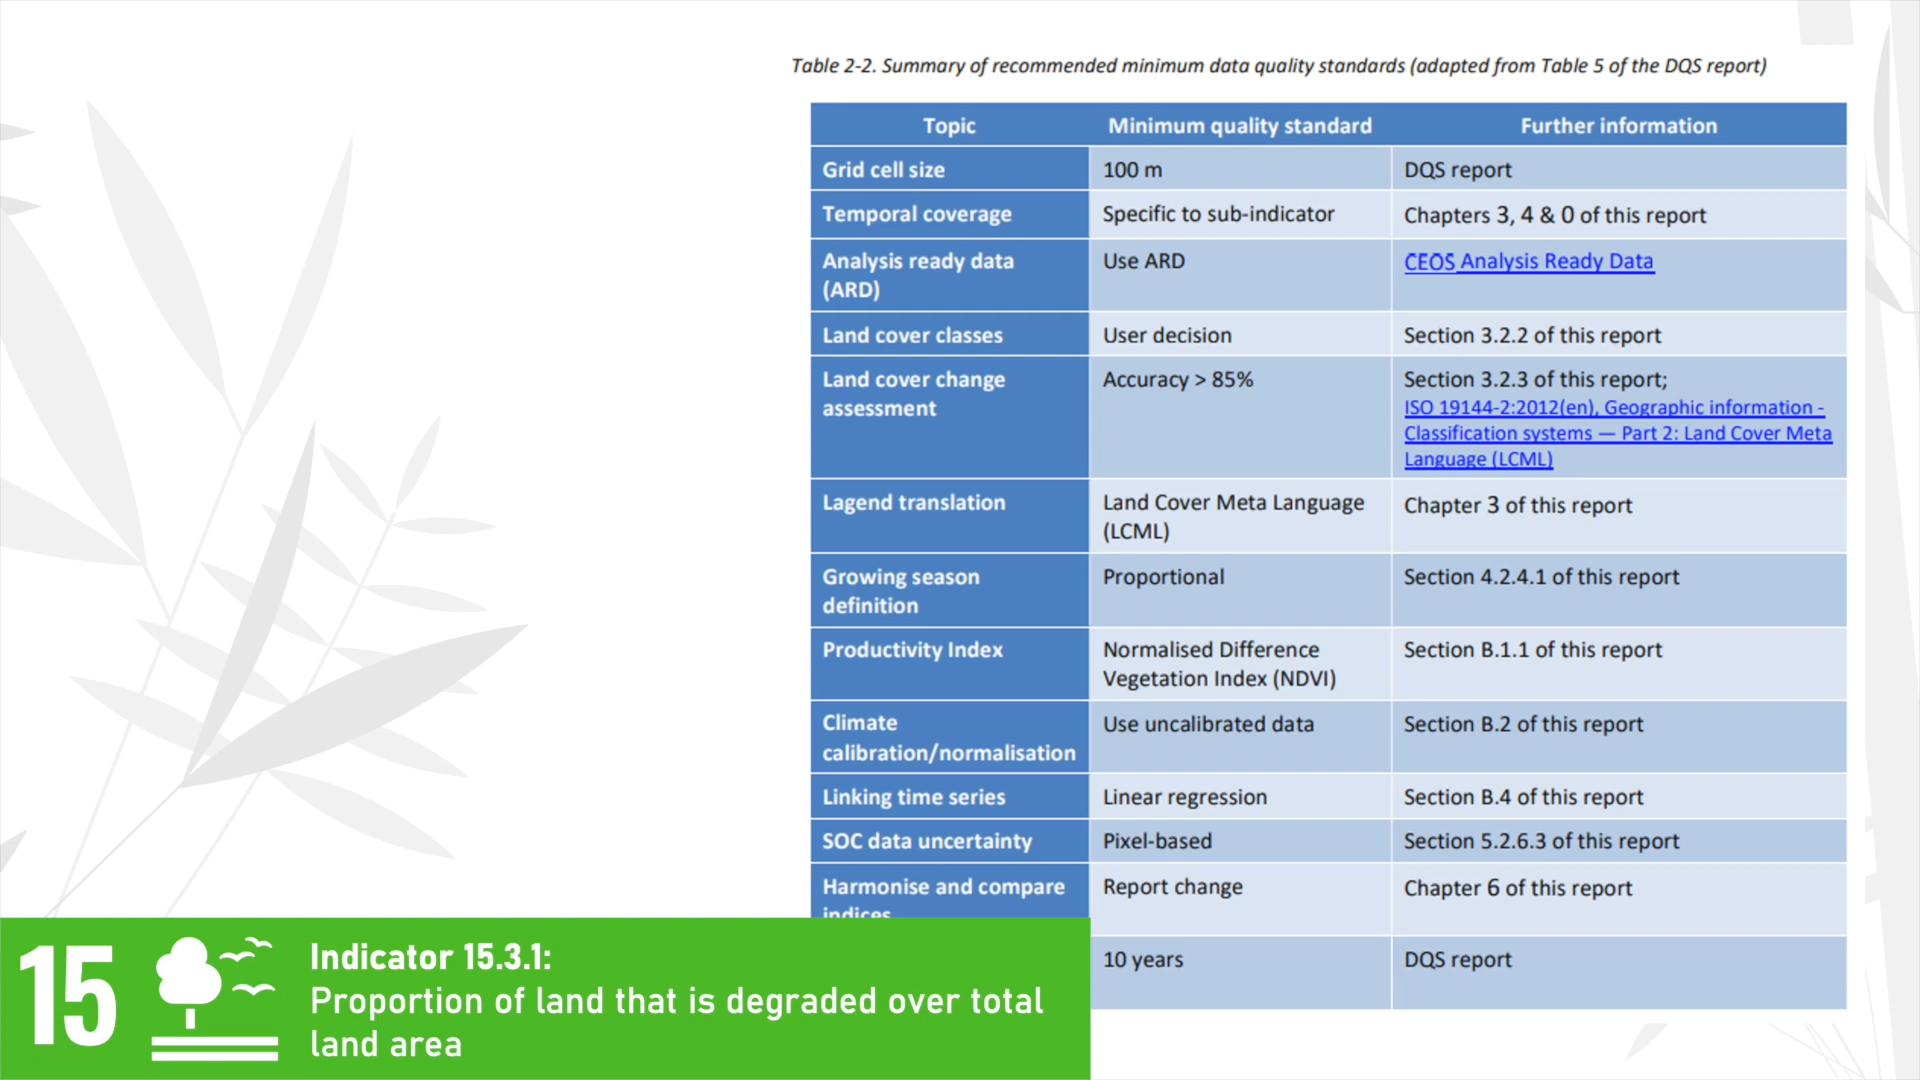 Table 2-2. Summary of recommended minimum data quality standards (adapted from Table 5 of the DQS report)
Topic Minimum quality standard Further information
Grid cell size 100 m DQS report
Temporal coverage Specific to sub-indicator Chapters 3, 4 & 0 of this report
Analysis ready data Use ARD CEOS Analysis Ready Data
(ARD)
Land cover classes User decision Section 3.2.2 of this report
Land cover change Accuracy > 85% Section 3.2.3 of this report;
assessment ISO 19144-2:2012(en), Geographic information -
Classification systems — Part 2: Land Cover Meta
Language (LCML)
Lagend translation Land Cover Meta Language Chapter 3 of this report
(LCML)
Growing season Proportional Section 4.2.4.1 of this report
definition
Productivity Index Normalised Difference Section B.1.1 of this report
Vegetation Index (NDVI)
Climate Use uncalibrated data Section B.2 of this report
calibration/normalisation
Linking time series Linear regression Section B.4 of this report
SOC data uncertainty Pixel-based Section 5.2.6.3 of this report
Harmonise and compare Report change Chapter 6 of this report
indices
10 years DQS report
15
Indicator 15.3.1:
Proportion of land that is degraded over total
land area